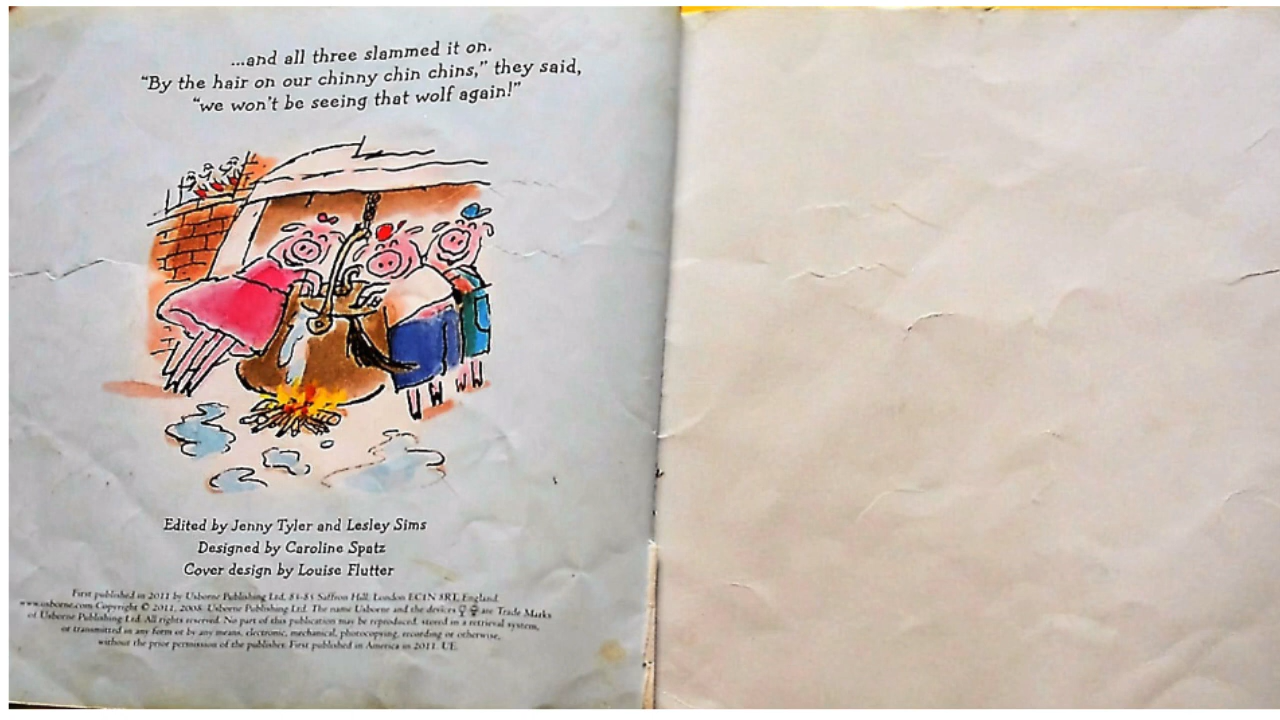 ...and all three slammed it on.
“By the hair on our chinny chin chins,” they said,
“we won't be seeing that wolf again!”
Edited by Jenny Tyler and Lesley Sims
Designed by Caroline Spatz
Cover design by Louise Flutter
First published in 2011 by Usborne Publishing Ltd, 83-85 Saffron Hill, London EC1N 8RT, England.
www.usborne.com Copyright © 2011, 2008 Usborne Publishing Ltd. The name Usborne and the devices are Trade Marks
of Usborne Publishing Ltd. All rights reserved. No part of this publication may be reproduced, stored in a retrieval system,
or transmitted in any form or by any means, electronic, mechanical, photocopying, recording or otherwise,
without the prior permission of the publisher. First published in America in 2011. UE.